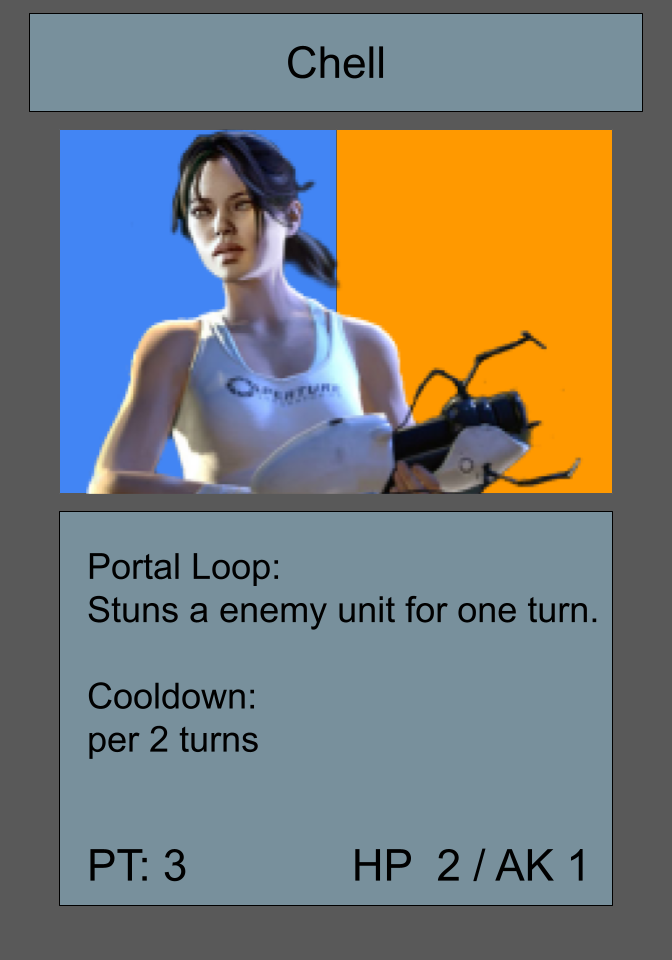 Chell
APERTURE
Portal Loop:
Stuns a enemy unit for one turn.
Cooldown:
per 2 turns
PT: 3
HP 2 / AK 1